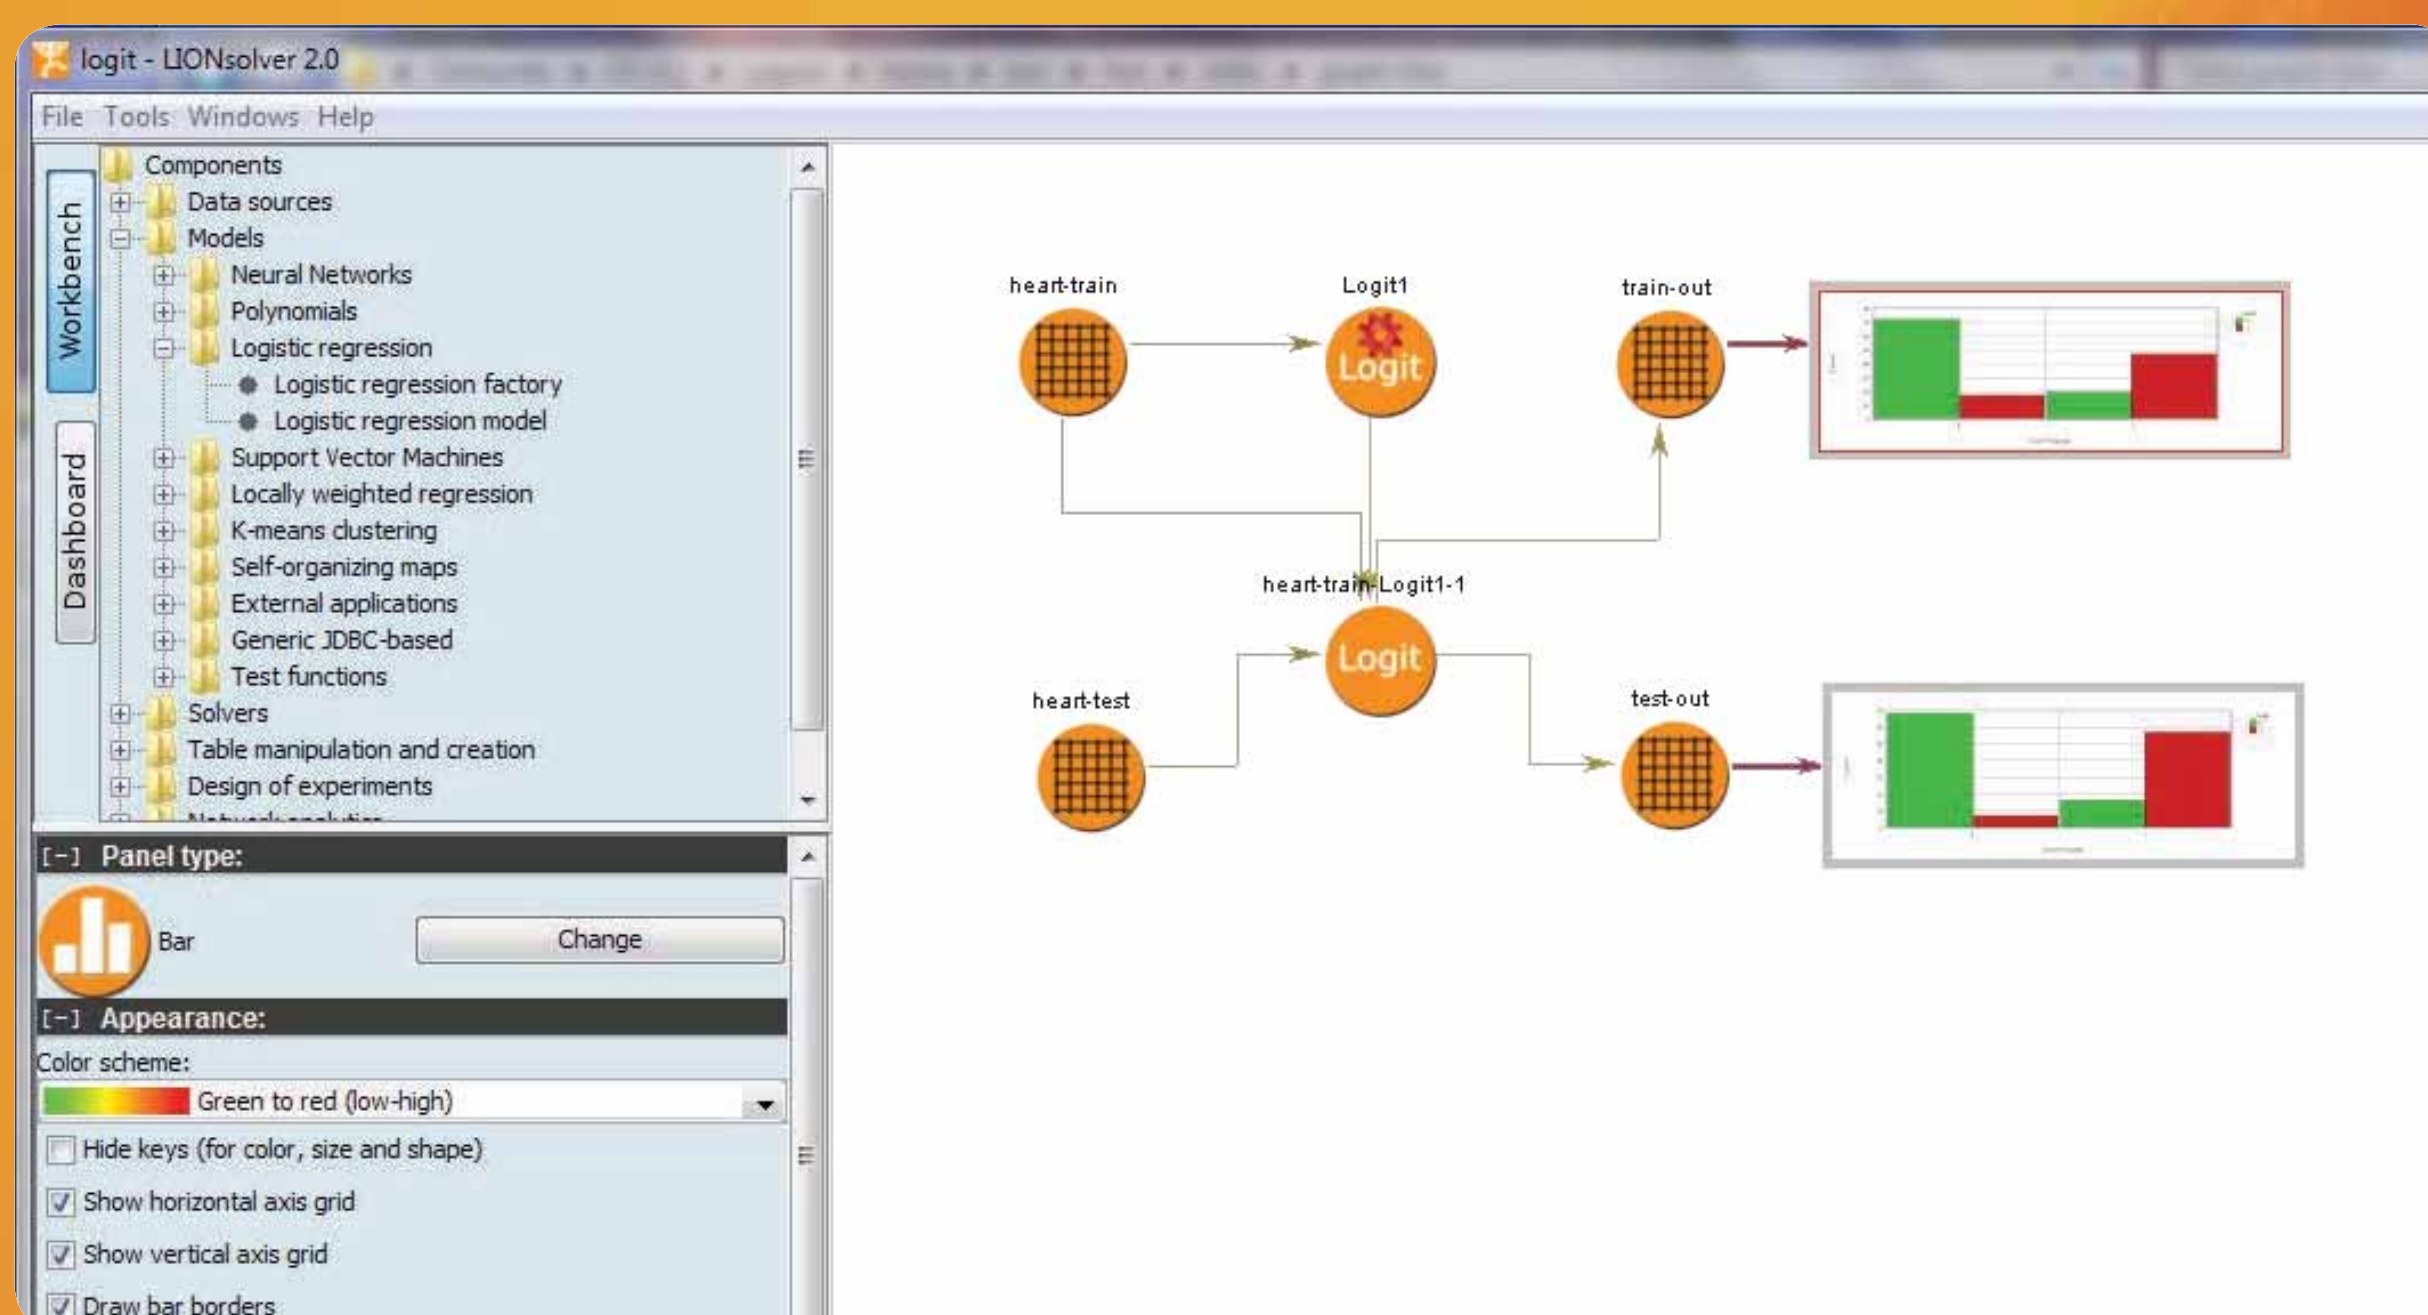 logit - LIONsolver 2.0
File Tools Windows Help
Workbench
Dashboard
Components
Data sources
Models
Neural Networks
Polynomials
Logistic regression
Logistic regression factory
Logistic regression model
Support Vector Machines
Locally weighted regression
K-means clustering
Self-organizing maps
External applications
Generic JDBC-based
Test functions
Solvers
Table manipulation and creation
Design of experiments
[-] Panel type:
Bar
Change
[-] Appearance:
Color scheme:
Green to red (low-high)
Hide keys (for color, size and shape)
Show horizontal axis grid
Show vertical axis grid
Draw bar borders
heart-train
Logit1
train-out
Logit
heart-train-Logit1-1
Logit
heart-test
test-out